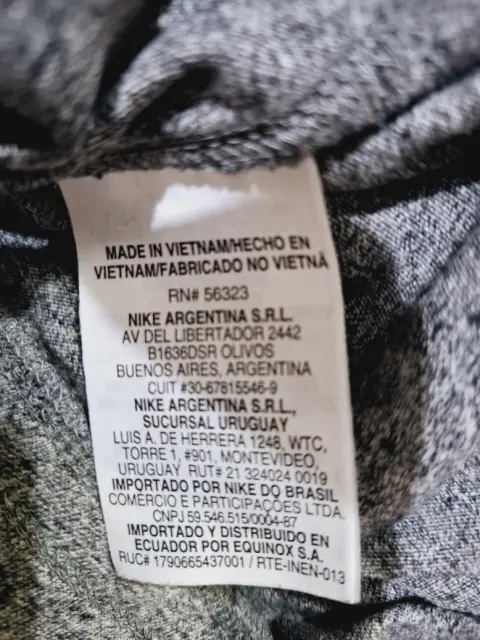 MADE IN VIETNAM/HECHO EN
VIETNAM/FABRICADO NO VIETNÃ
RN# 56323
NIKE ARGENTINA S.R.L.
AV DEL LIBERTADOR 2442
B1636DSR OLIVOS
BUENOS AIRES, ARGENTINA
CUIT #30-67815546-9
NIKE ARGENTINA S.R.L.,
SUCURSAL URUGUAY
LUIS A. DE HERRERA 1248, WTC,
TORRE 1, #901, MONTEVIDEO,
URUGUAY RUT# 21 324024 0019
IMPORTADO POR NIKE DO BRASIL
COMERCIO E PARTICIPAÇÕES LTDA.
CNPJ 59.546.515/0004-87
IMPORTADO Y DISTRIBUIDO EN
ECUADOR POR EQUINOX S.A.
RUC# 1790665437001 / RTE-INEN-013